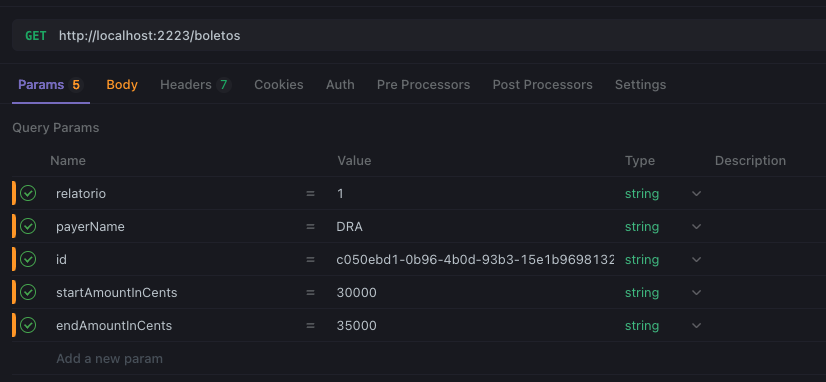 GET http://localhost:2223/boletos
Params 5 Body Headers 7 Cookies Auth Pre Processors Post Processors Settings
Query Params
Name Value Type Description
relatorio = 1 string
payerName = DRA string
id = c050ebd1-0b96-4b0d-93b3-15e1b9698132 string
startAmountInCents = 30000 string
endAmountInCents = 35000 string
Add a new param